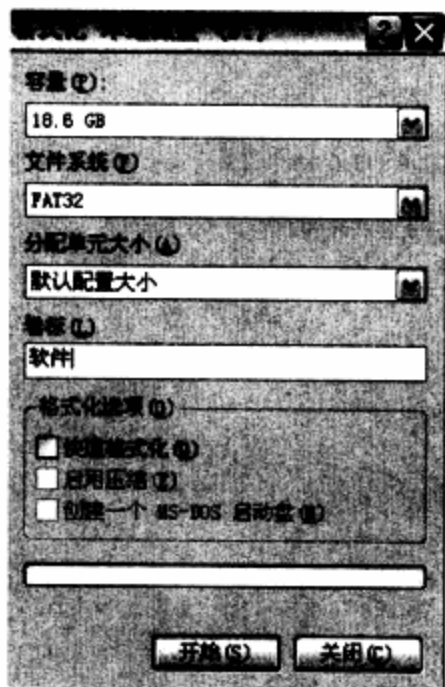 容量(P):
18.6 GB
文件系统(F)
FAT32
分配单元大小(A)
默认配置大小
卷标(L)
软件
格式化选项(O)
快速格式化(Q)
启用压缩(E)
创建一个 MS-DOS 启动盘(M)
开始(S)
关闭(C)